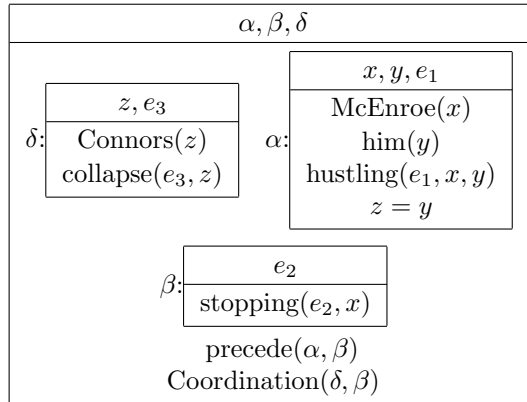 α, β, δ
δ:
z, e₃
Connors(z)
collapse(e₃, z)
α:
x, y, e₁
McEnroe(x)
him(y)
hustling(e₁, x, y)
z = y
β:
e₂
stopping(e₂, x)
precede(α, β)
Coordination(δ, β)